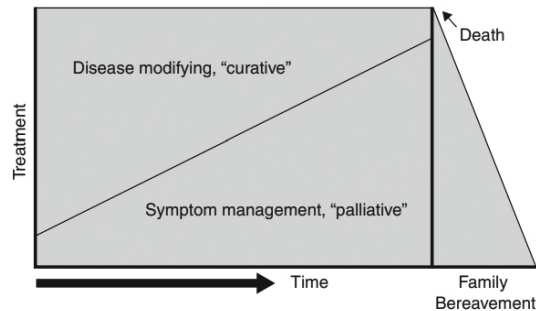 Death
Disease modifying, “curative”
Treatment
Symptom management, “palliative”
Time
Family
Bereavement